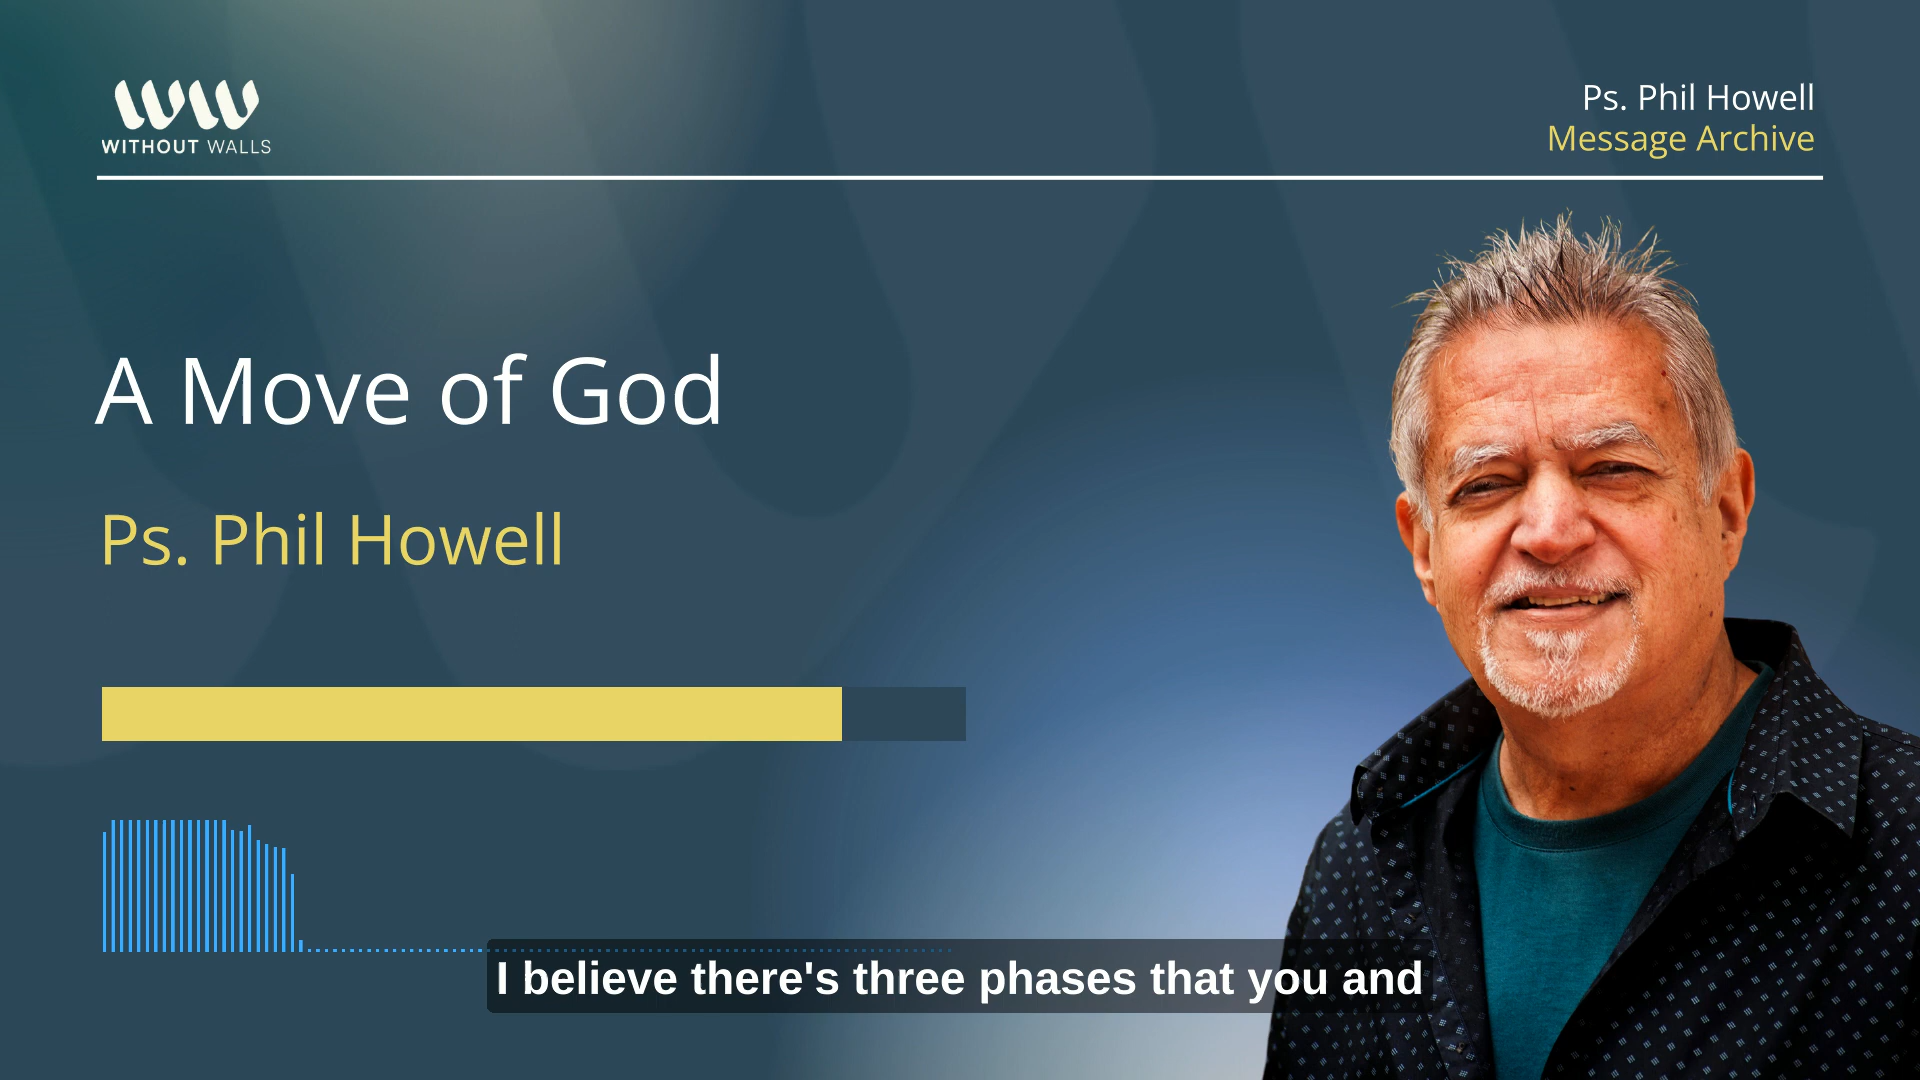 WITHOUT WALLS
Ps. Phil Howell
Message Archive
A Move of God
Ps. Phil Howell
I believe there's three phases that you and